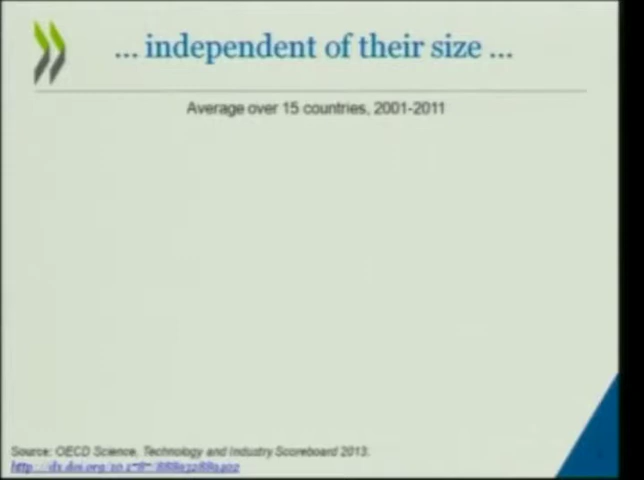 ... independent of their size ...
Average over 15 countries, 2001-2011
Source: OECD Science, Technology and Industry Scoreboard 2013.